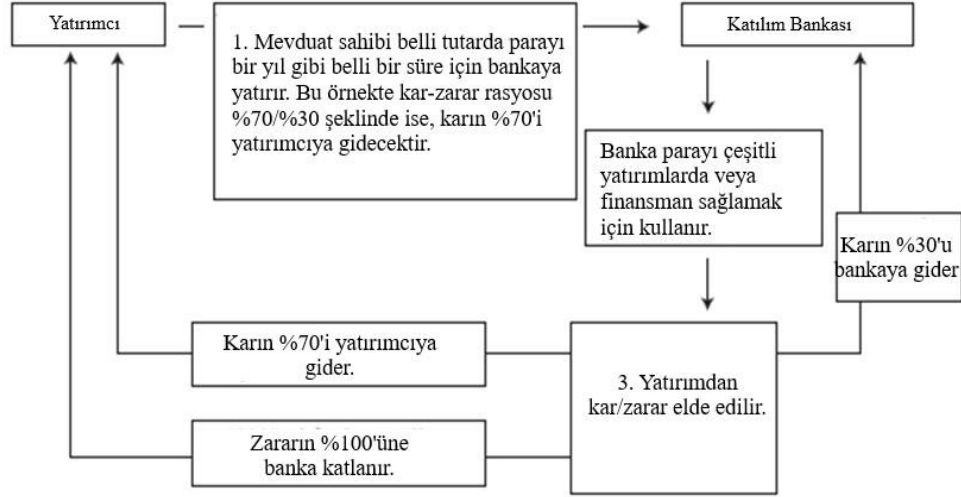 Yatırımcı
1. Mevduat sahibi belli tutarda parayı
bir yıl gibi belli bir süre için bankaya
yatırır. Bu örnekte kar-zarar rasyosu
%70/%30 şeklinde ise, karın %70'i
yatırımcıya gidecektir.
Katılım Bankası
Banka parayı çeşitli
yatırımlarda veya
finansman sağlamak
için kullanır.
Karın %30'u
bankaya gider
Karın %70'i yatırımcıya
gider.
3. Yatırımdan
kar/zarar elde edilir.
Zararın %100'üne
banka katlanır.